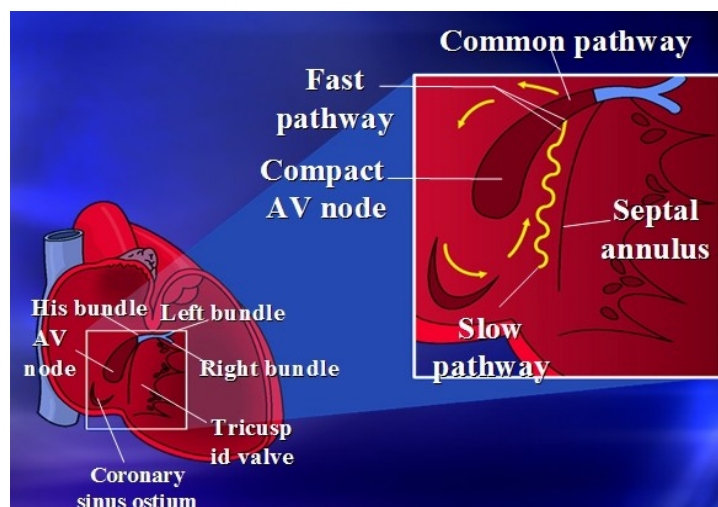 Common pathway
Fast
pathway
Compact
AV node
Septal
annulus
Slow
pathway
His bundle
Left bundle
AV
node
Right bundle
Tricusp
id valve
Coronary
sinus ostium